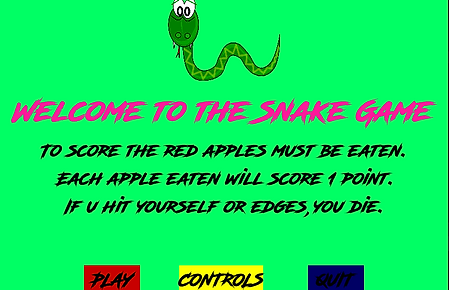 WELCOME TO THE SNAKE GAME
TO SCORE THE RED APPLES MUST BE EATEN.
EACH APPLE EATEN WILL SCORE 1 POINT.
IF U HIT YOURSELF OR EDGES,YOU DIE.
PLAY CONTROLS QUIT